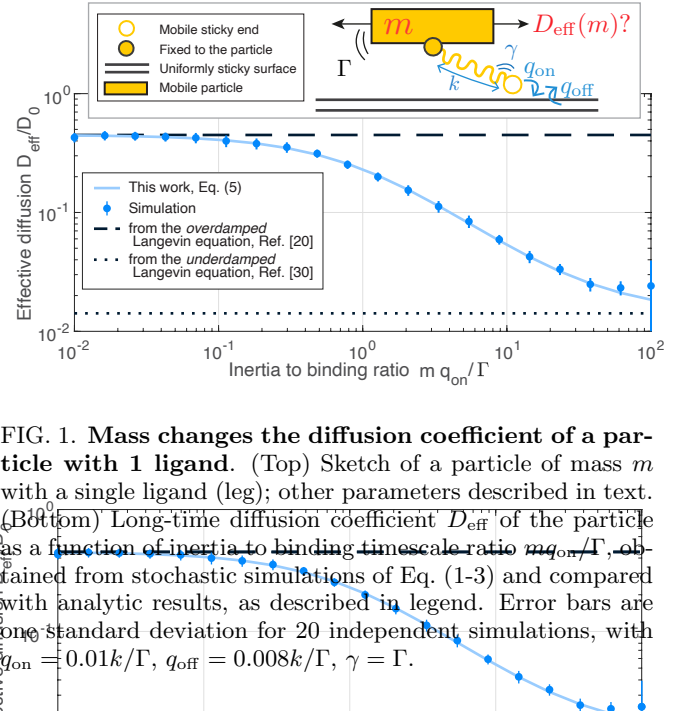 Mobile sticky end
Fixed to the particle
Uniformly sticky surface
Mobile particle
m
D_eff(m)?
Γ
γ
k
q_on
q_off
Effective diffusion D_eff/D_0
10^0
10^-1
10^-2
This work, Eq. (5)
Simulation
from the overdamped
Langevin equation, Ref. [20]
from the underdamped
Langevin equation, Ref. [30]
10^-2
10^-1
10^0
10^1
10^2
Inertia to binding ratio m q_on/Γ
FIG. 1. Mass changes the diffusion coefficient of a par-
ticle with 1 ligand. (Top) Sketch of a particle of mass m
with a single ligand (leg); other parameters described in text.
(Bottom) Long-time diffusion coefficient D_eff of the particle
as a function of inertia to binding timescale ratio mq_on/Γ, ob-
tained from stochastic simulations of Eq. (1-3) and compared
with analytic results, as described in legend. Error bars are
one standard deviation for 20 independent simulations, with
q_on = 0.01k/Γ, q_off = 0.008k/Γ, γ = Γ.
10^0